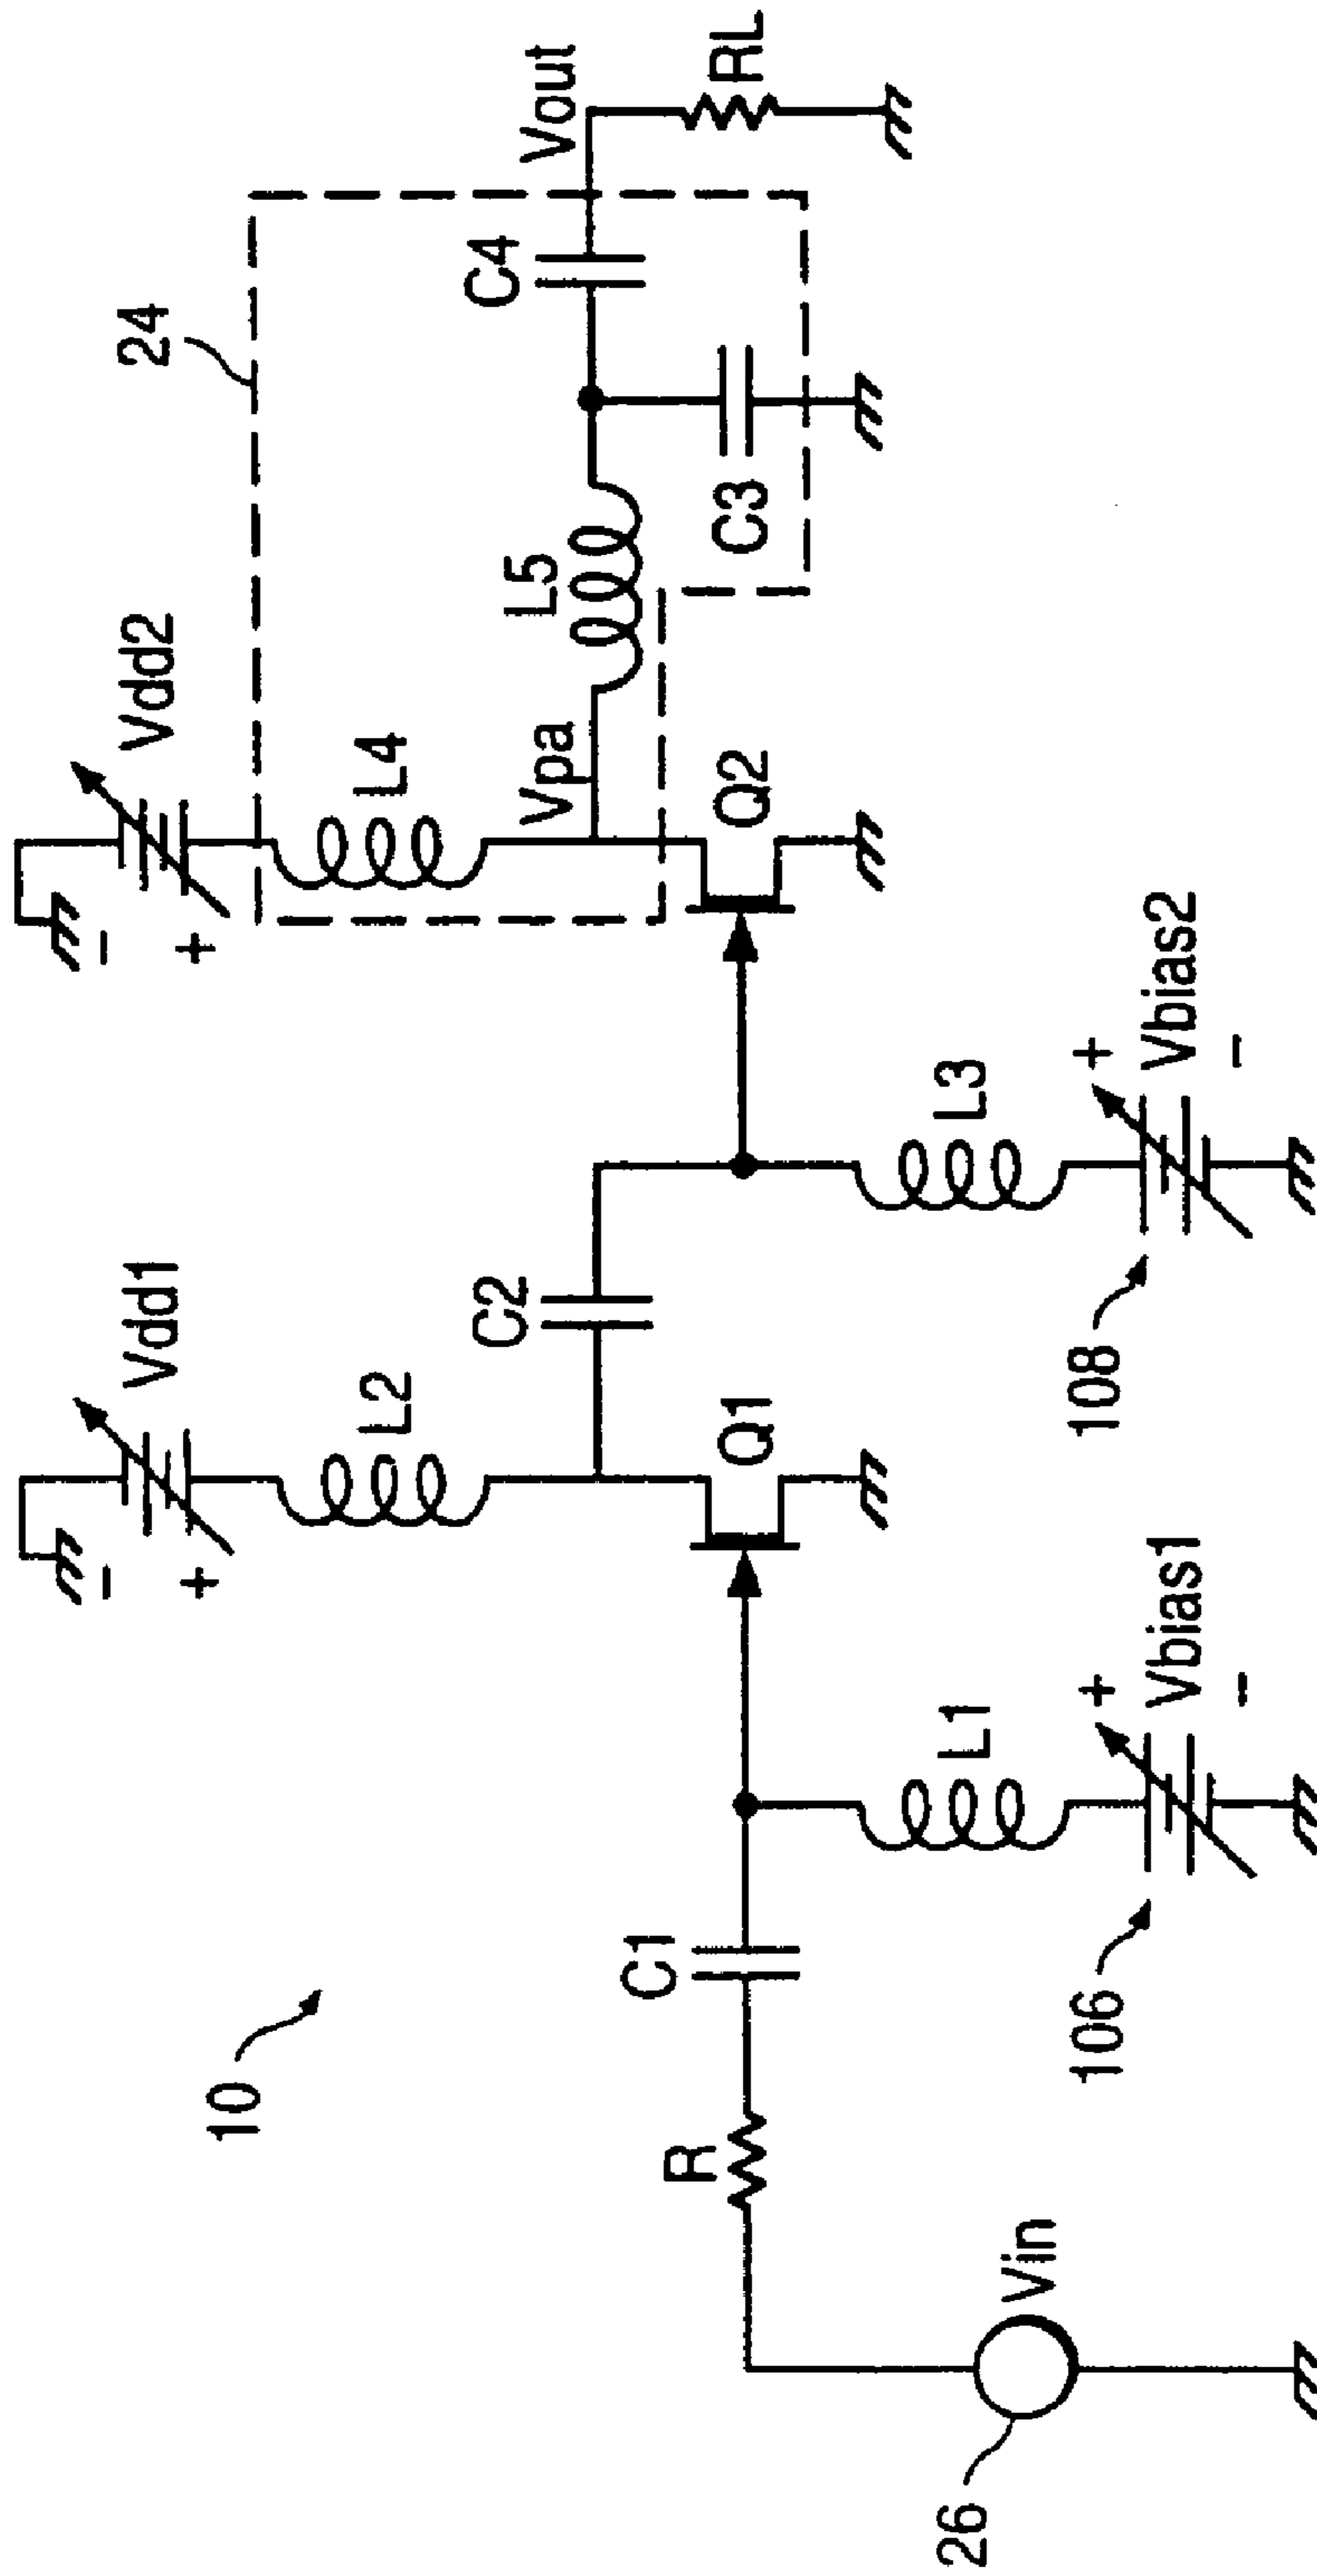 10
26
Vin
R
C1
L1
106
+
Vbias1
-
Q1
L2
-
+
Vdd1
C2
L3
108
+
Vbias2
-
Q2
Vpa
L4
-
+
Vdd2
24
L5
C3
C4
Vout
RL